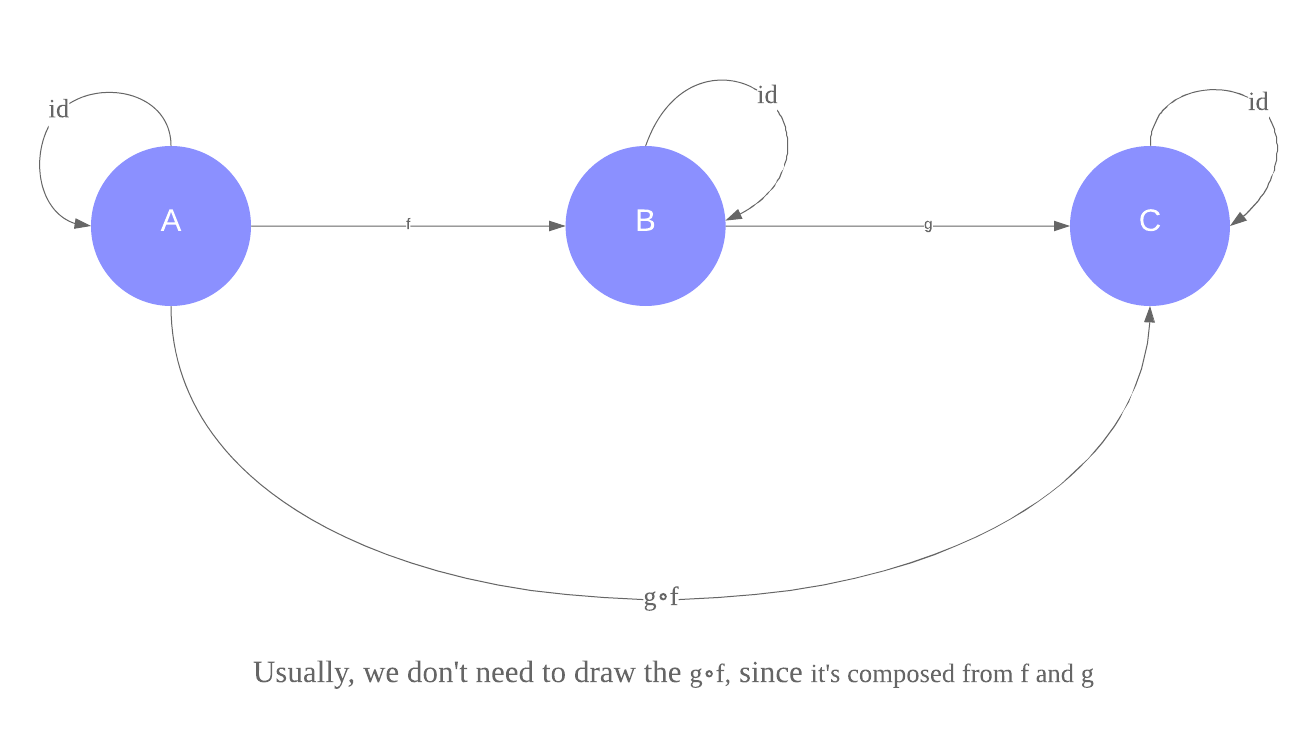 id
id
id
A
f
B
g
C
g∘f
Usually, we don't need to draw the g∘f, since it's composed from f and g